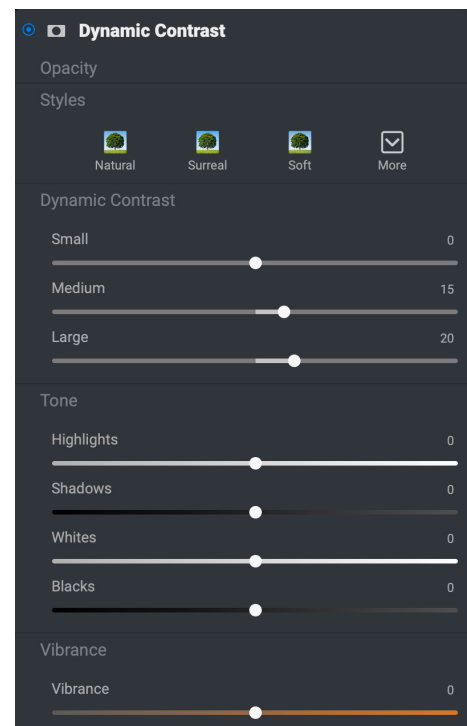 Dynamic Contrast
Opacity
Styles
Natural Surreal Soft More
Dynamic Contrast
Small 0
Medium 15
Large 20
Tone
Highlights 0
Shadows 0
Whites 0
Blacks 0
Vibrance
Vibrance 0